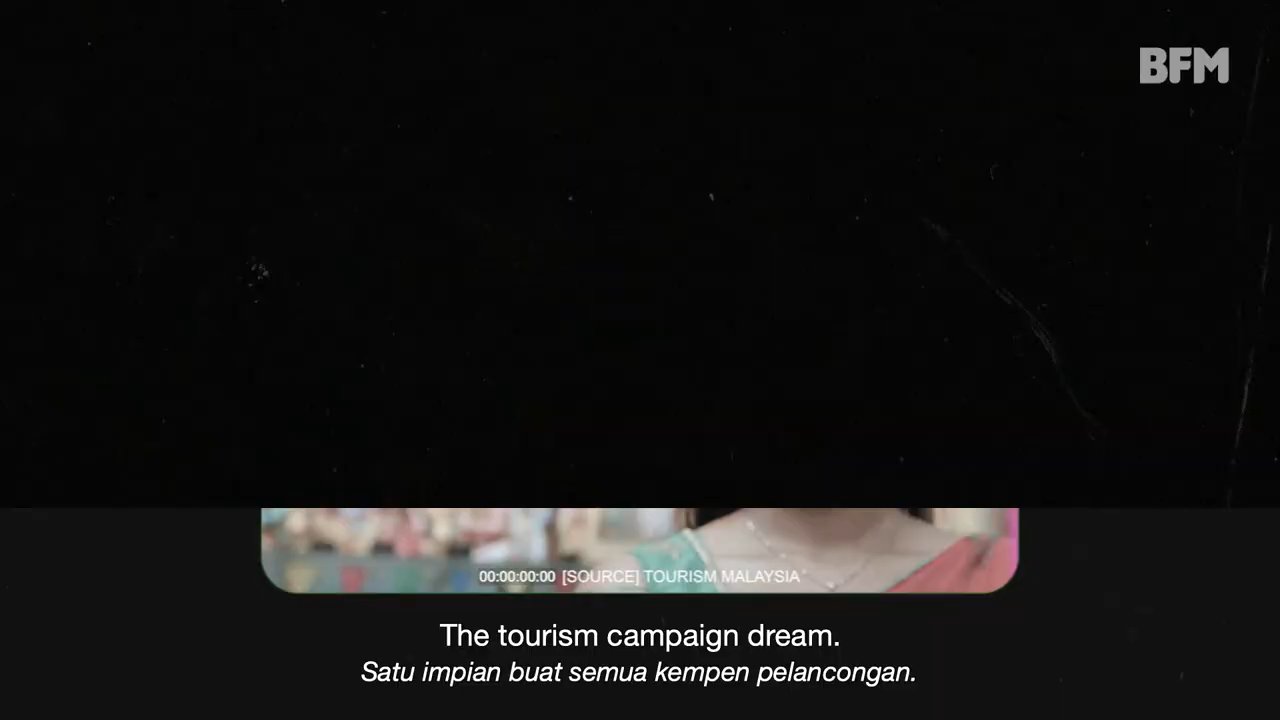 BFM
00:00:00:00 [SOURCE] TOURISM MALAYSIA
The tourism campaign dream.
Satu impian buat semua kempen pelancongan.